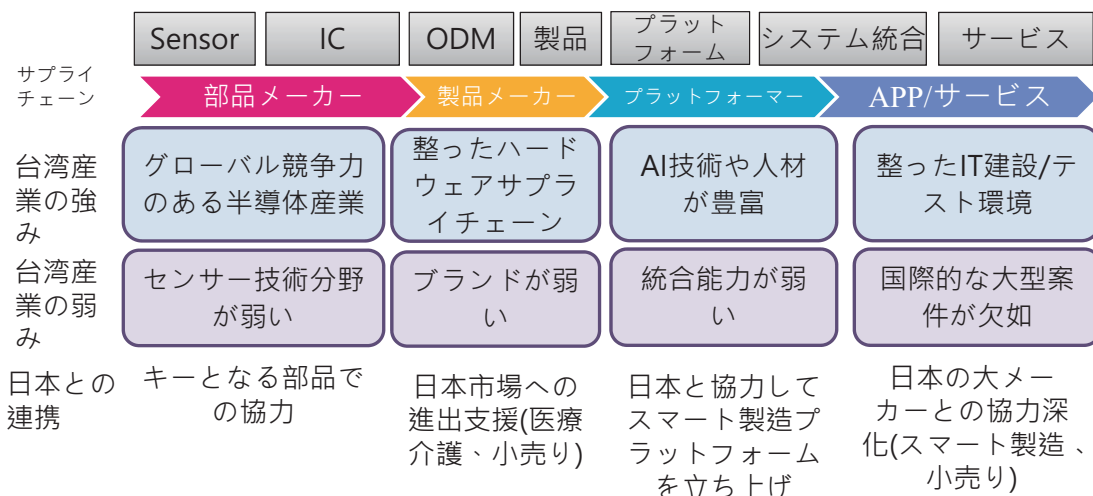 Sensor
IC
ODM
製品
プラット
フォーム
システム統合
サービス
サプライ
チェーン
部品メーカー
製品メーカー
プラットフォーマー
APP/サービス
台湾産
業の強
み
グローバル競争力
のある半導体産業
整ったハード
ウェアサプラ
イチェーン
AI技術や人材
が豊富
整ったIT建設/テ
スト環境
台湾産
業の弱
み
センサー技術分野
が弱い
ブランドが弱
い
統合能力が弱
い
国際的な大型案
件が欠如
日本との
連携
キーとなる部品で
の協力
日本市場への
進出支援(医療
介護、小売り)
日本と協力して
スマート製造プ
ラットフォーム
を立ち上げ
日本の大メー
カーとの協力深
化(スマート製造、
小売り)